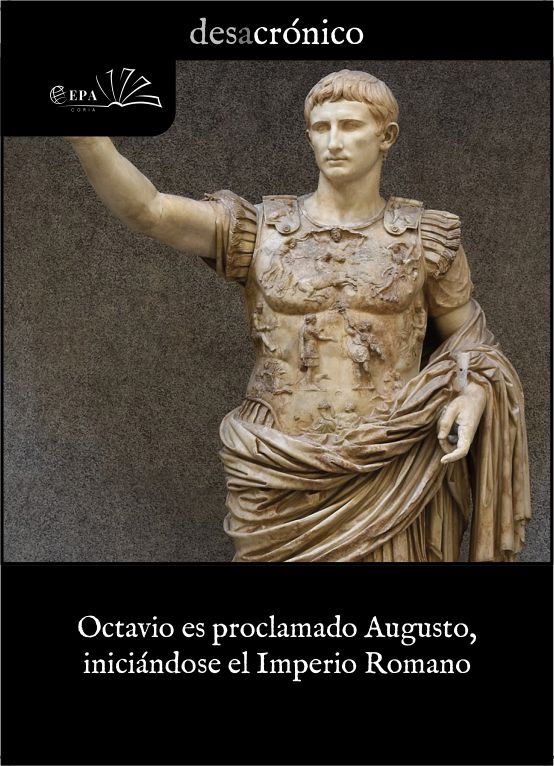 desacrónico
EPA
CORIA
Octavio es proclamado Augusto,
iniciándose el Imperio Romano